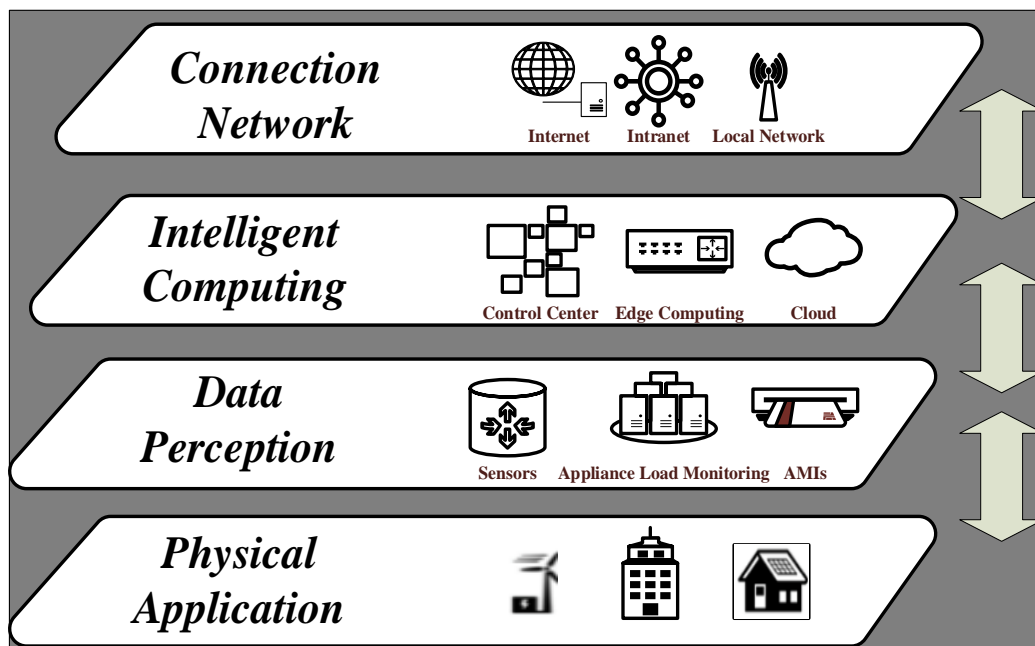 Connection
Network
Internet Intranet Local Network
Intelligent
Computing
Control Center Edge Computing Cloud
Data
Perception
Sensors Appliance Load Monitoring AMIs
Physical
Application